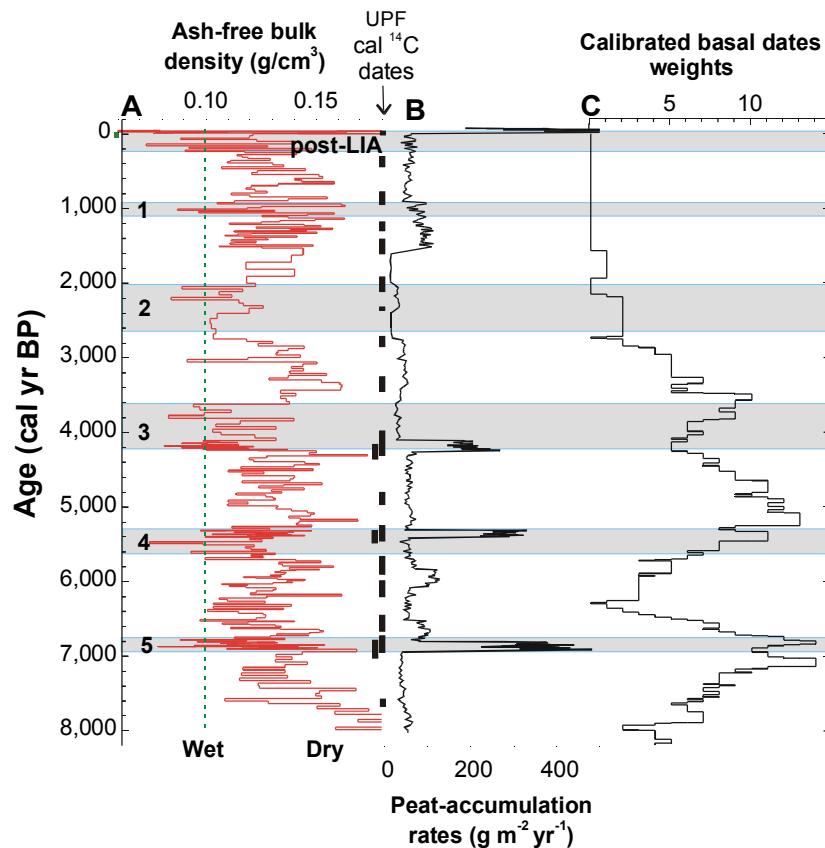 Ash-free bulk
density (g/cm³)
UPF
cal ¹⁴C
dates
Calibrated basal dates
weights
0.10 0.15
5 10
A B C
0
post-LIA
1,000
1
2,000
2
3,000
3
4,000
5,000
4
6,000
5
7,000
8,000
Age (cal yr BP)
Wet Dry
0 200 400
Peat-accumulation
rates (g m⁻² yr⁻¹)